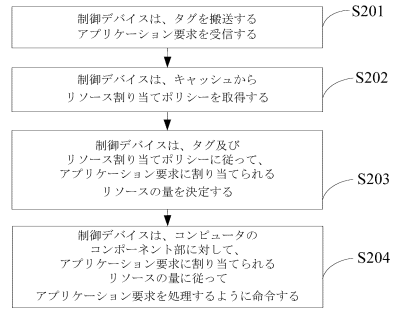 制御デバイスは、タグを搬送する
アプリケーション要求を受信する
S201
制御デバイスは、キャッシュから
リソース割り当てポリシーを取得する
S202
制御デバイスは、タグ及び
リソース割り当てポリシーに従って、
アプリケーション要求に割り当てられる
リソースの量を決定する
S203
制御デバイスは、コンピュータの
コンポーネント部に対して、
アプリケーション要求に割り当てられる
リソースの量に従って
アプリケーション要求を処理するように命令する
S204